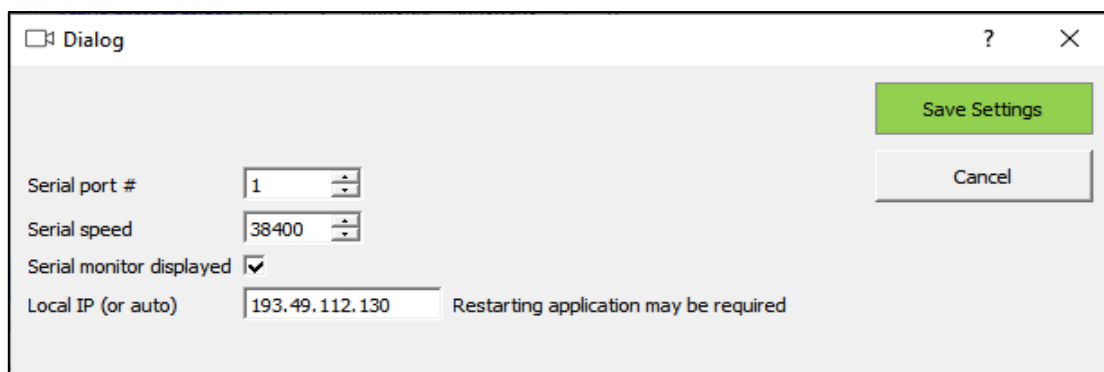 Dialog
?
Save Settings
Cancel
Serial port # 1
Serial speed 38400
Serial monitor displayed
Local IP (or auto) 193.49.112.130 Restarting application may be required